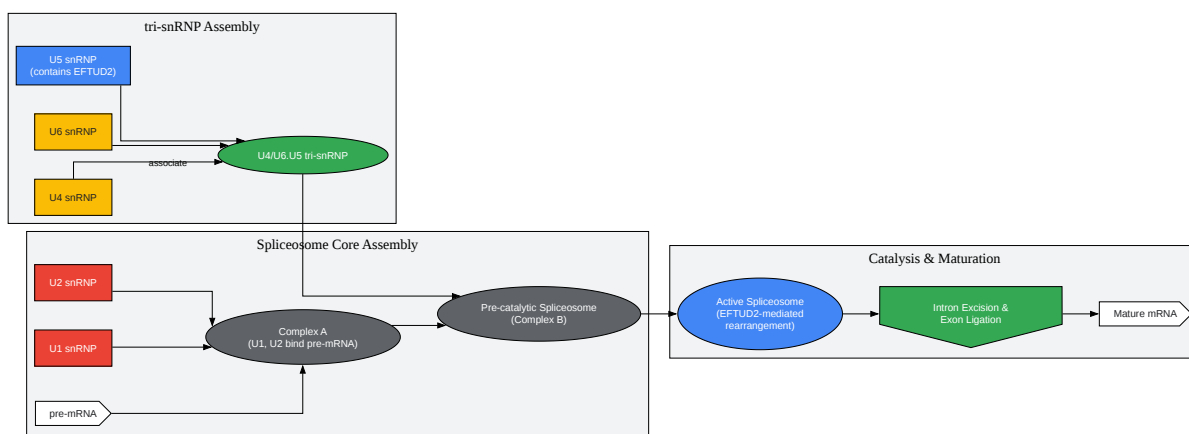 tri-snRNP Assembly
U5 snRNP
(contains EFTUD2)
U6 snRNP
associate
U4/U6.U5 tri-snRNP
U4 snRNP
Spliceosome Core Assembly
U2 snRNP
U1 snRNP
pre-mRNA
Complex A
(U1, U2 bind pre-mRNA)
Pre-catalytic Spliceosome
(Complex B)
Catalysis & Maturation
Active Spliceosome
(EFTUD2-mediated
rearrangement)
Intron Excision &
Exon Ligation
Mature mRNA